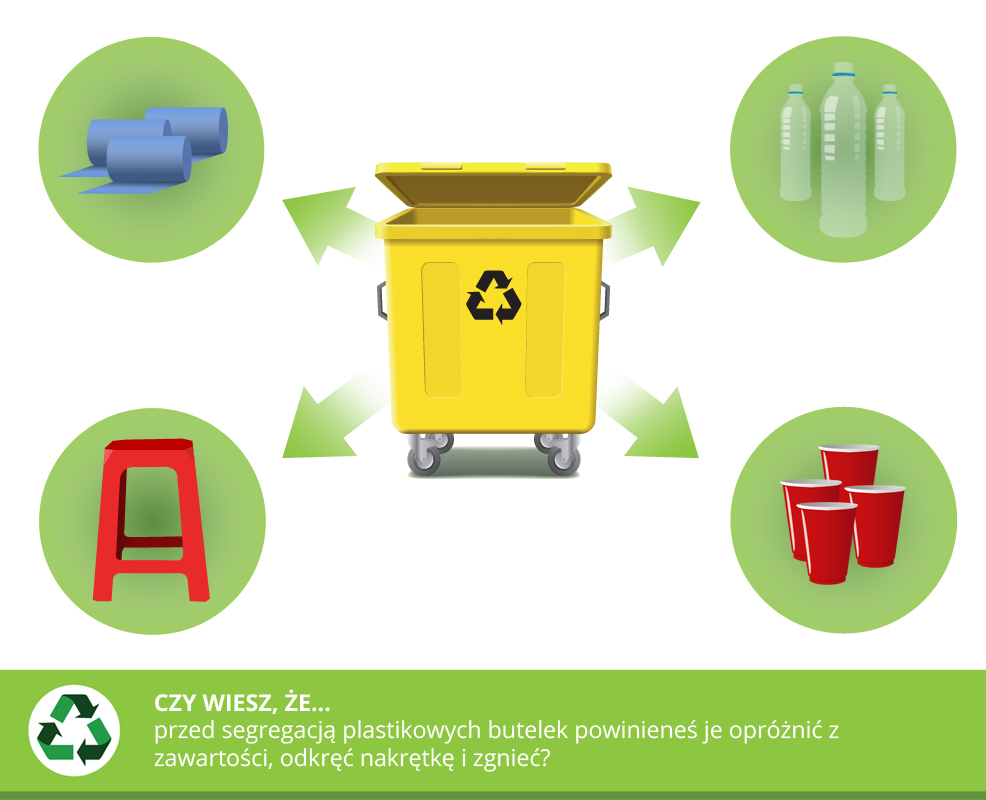 CZY WIESZ, ŻE...
przed segregacją plastikowych butelek powinieneś je opróżnić z
zawartości, odkręć nakrętkę i zgnieć?